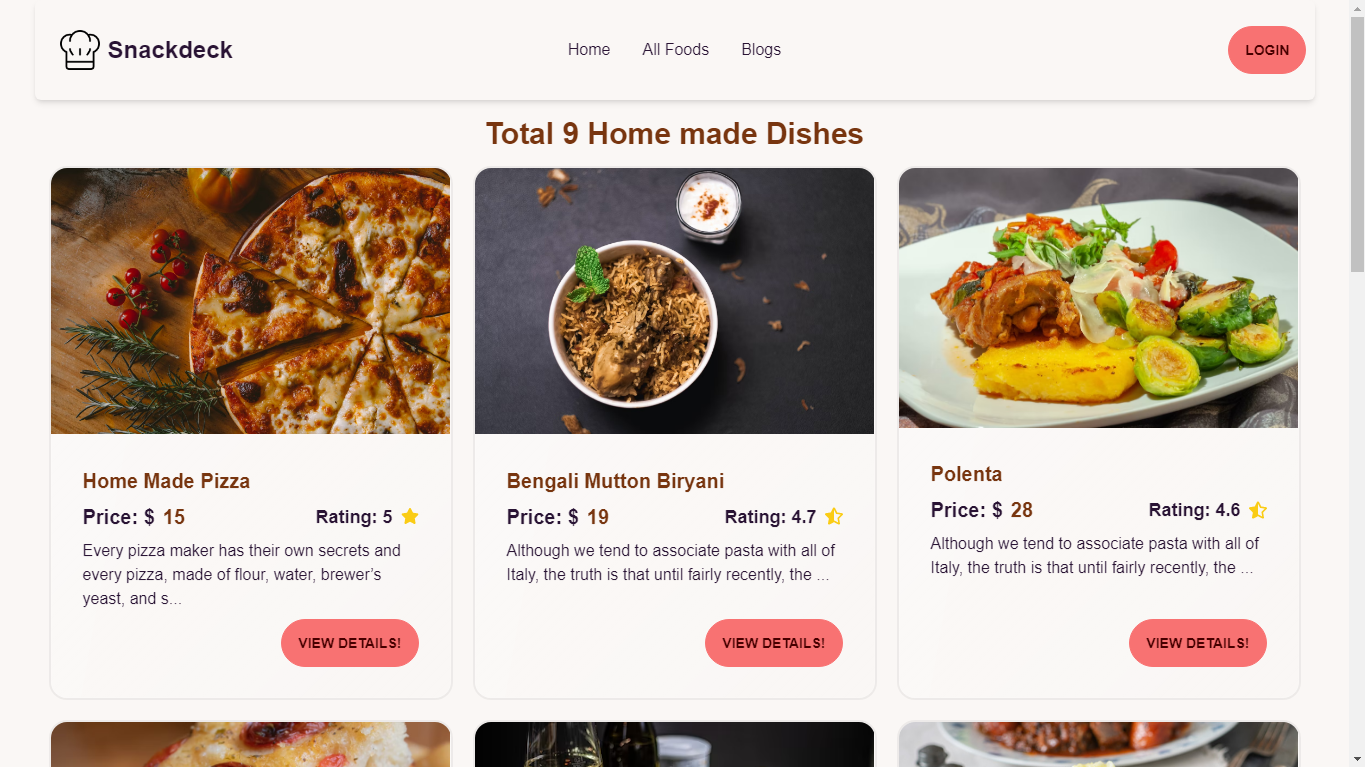 Snackdeck
Home
All Foods
Blogs
LOGIN
Total 9 Home made Dishes
Home Made Pizza
Price: $ 15
Rating: 5
Every pizza maker has their own secrets and
every pizza, made of flour, water, brewer’s
yeast, and s...
VIEW DETAILS!
Bengali Mutton Biryani
Price: $ 19
Rating: 4.7
Although we tend to associate pasta with all of
Italy, the truth is that until fairly recently, the ...
VIEW DETAILS!
Polenta
Price: $ 28
Rating: 4.6
Although we tend to associate pasta with all of
Italy, the truth is that until fairly recently, the ...
VIEW DETAILS!